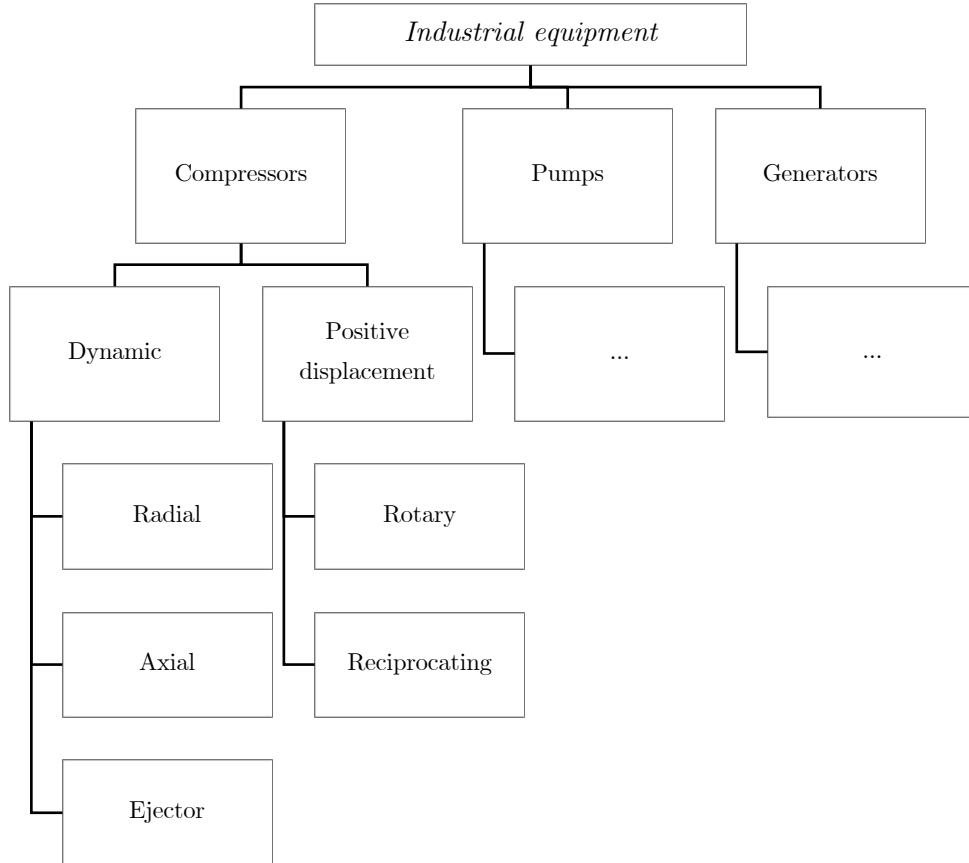 Industrial equipment
Compressors
Pumps
Generators
Dynamic
Positive
displacement
...
...
Radial
Rotary
Axial
Reciprocating
Ejector